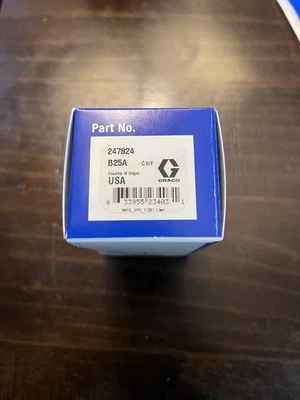 Part No.
247824
B25A CWF
Country of Origin:
USA
GRACO
6 33955 23403 1